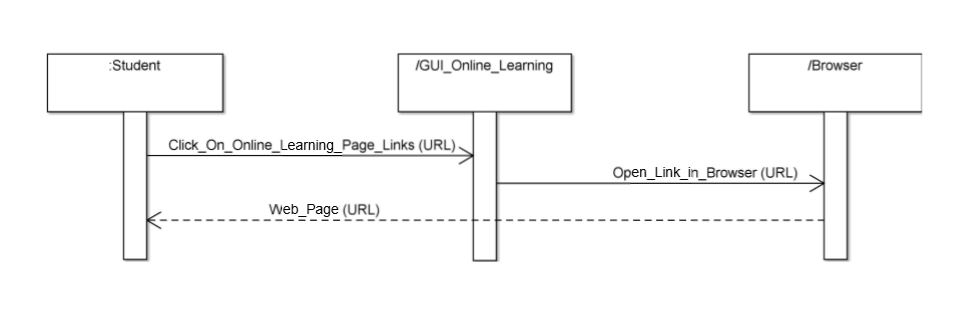 :Student
/GUI_Online_Learning
/Browser
Click_On_Online_Learning_Page_Links (URL)
Open_Link_in_Browser (URL)
Web_Page (URL)